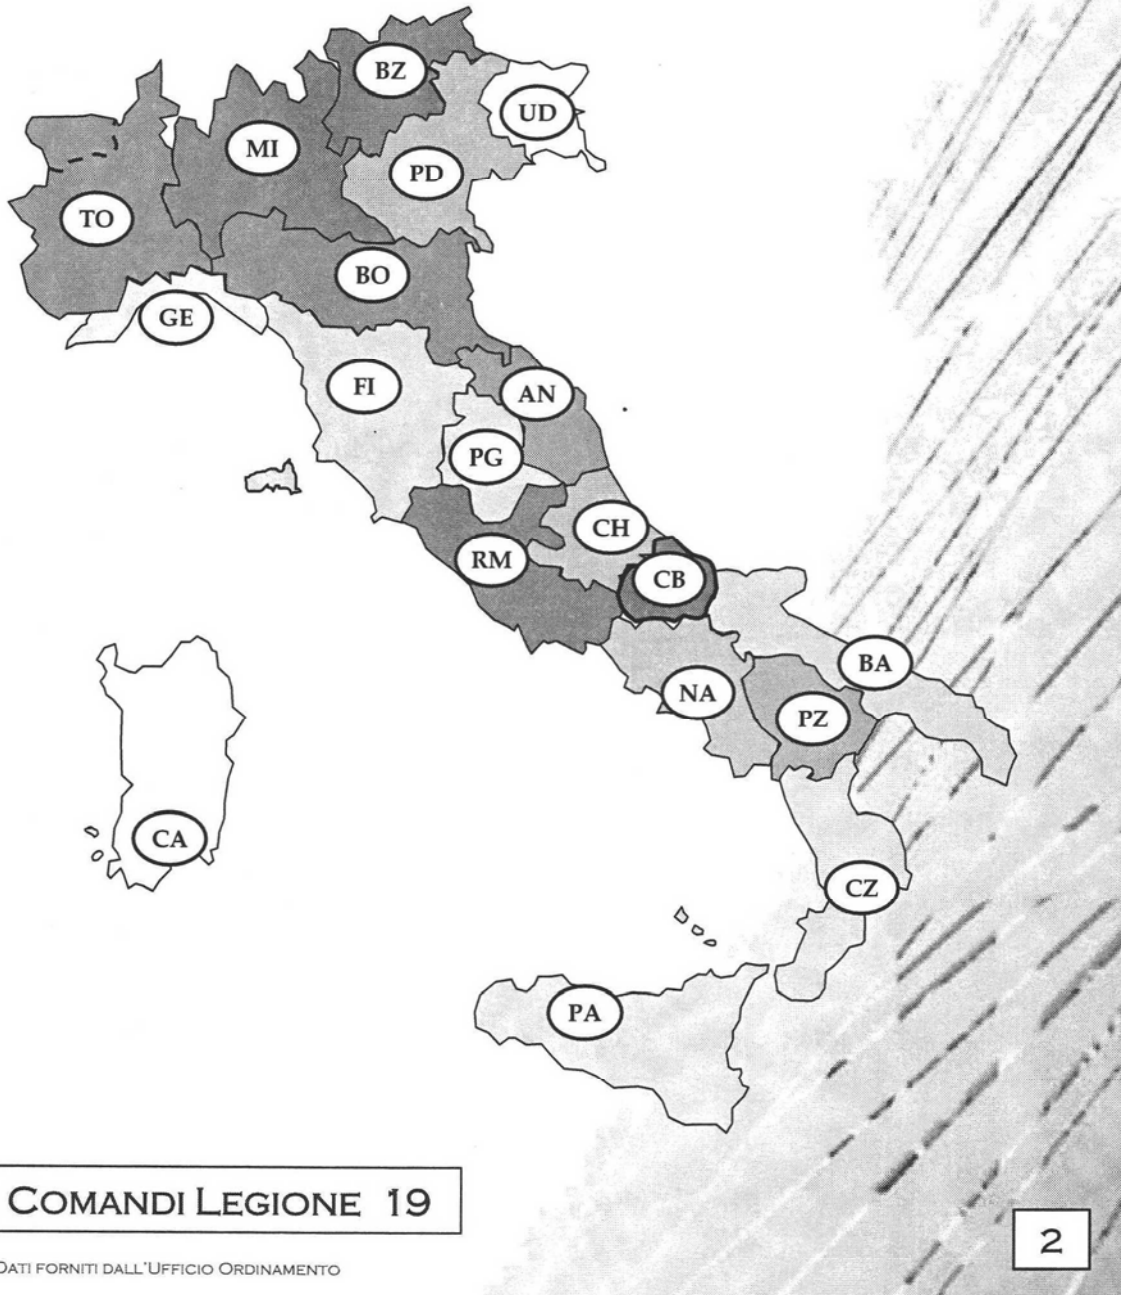 BZ
UD
MI
PD
TO
BO
GE
FI
AN
PG
CH
RM
CB
BA
NA
PZ
CA
CZ
PA
COMANDI LEGIONE 19
DATI FORNITI DALL'UFFICIO ORDINAMENTO
2